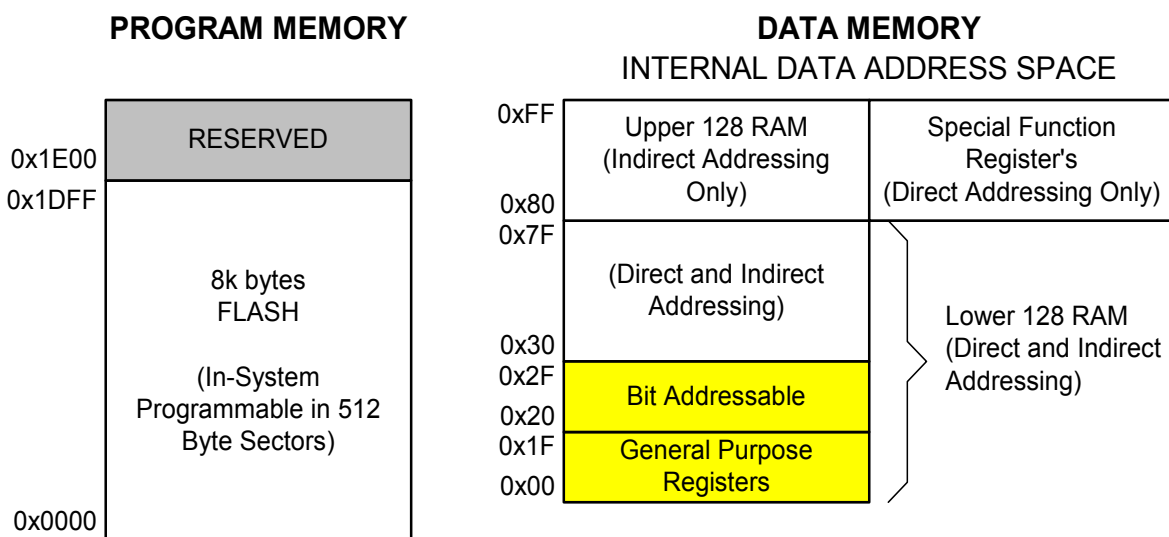 PROGRAM MEMORY
RESERVED
0x1E00
0x1DFF
8k bytes
FLASH
(In-System
Programmable in 512
Byte Sectors)
0x0000
DATA MEMORY
INTERNAL DATA ADDRESS SPACE
0xFF
Upper 128 RAM
(Indirect Addressing
Only)
0x80
Special Function
Register's
(Direct Addressing Only)
0x7F
(Direct and Indirect
Addressing)
0x30
0x2F
Bit Addressable
0x20
0x1F
General Purpose
Registers
0x00
Lower 128 RAM
(Direct and Indirect
Addressing)